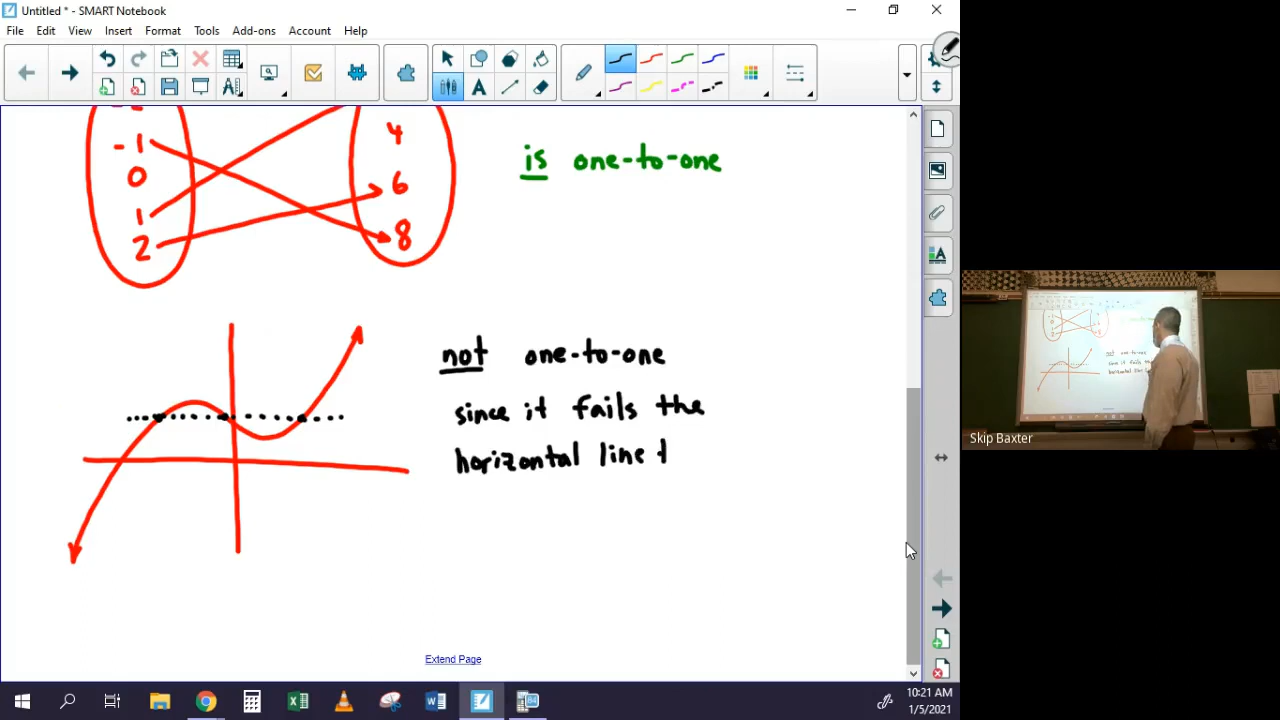 Untitled * - SMART Notebook
File Edit View Insert Format Tools Add-ons Account Help
-1
0
1
2
4
6
8
is one-to-one
not one-to-one
since it fails the
horizontal line t
Extend Page
Skip Baxter
10:21 AM
1/5/2021